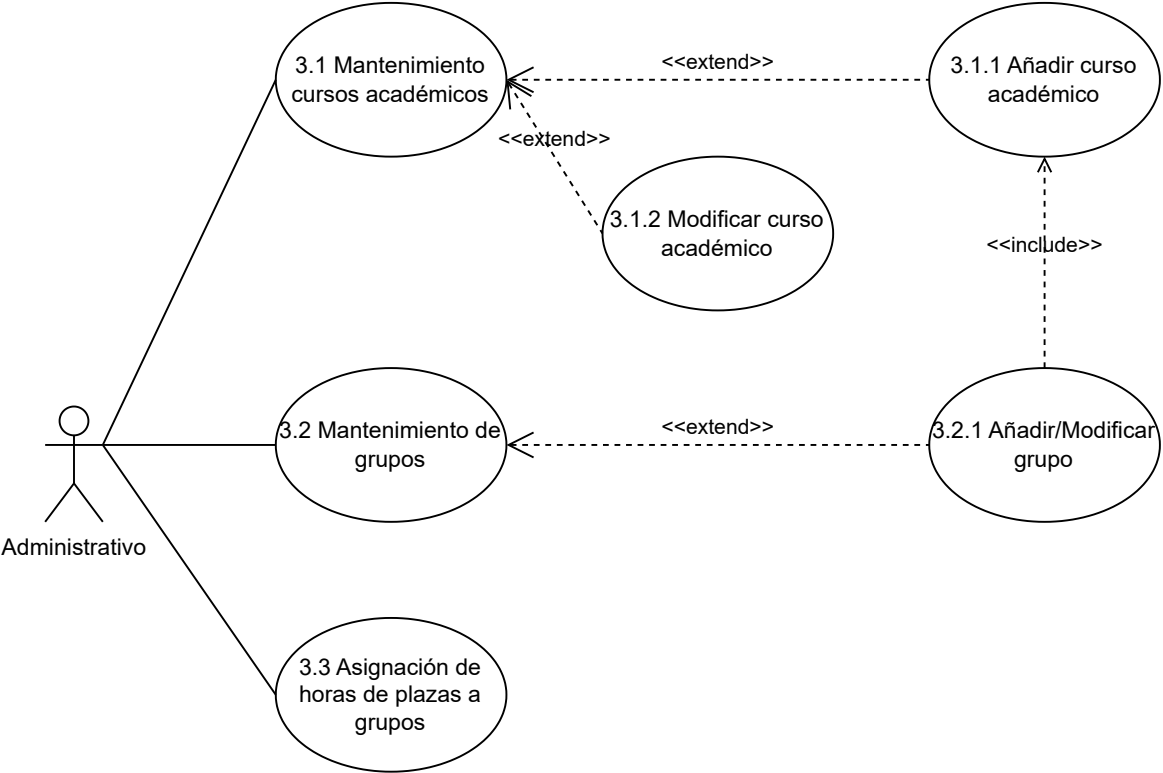 3.1 Mantenimiento
cursos académicos
<<extend>>
3.1.1 Añadir curso
académico
<<extend>>
3.1.2 Modificar curso
académico
<<include>>
3.2 Mantenimiento de
grupos
<<extend>>
3.2.1 Añadir/Modificar
grupo
Administrativo
3.3 Asignación de
horas de plazas a
grupos